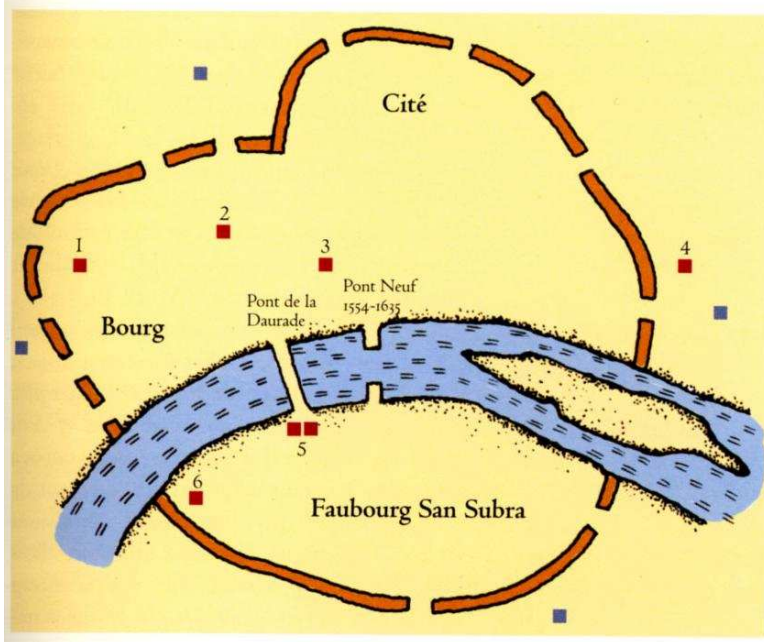 Cité
2
1
3
4
Pont de la
Daurade
Pont Neuf
1554-1635
Bourg
5
6
Faubourg San Subra